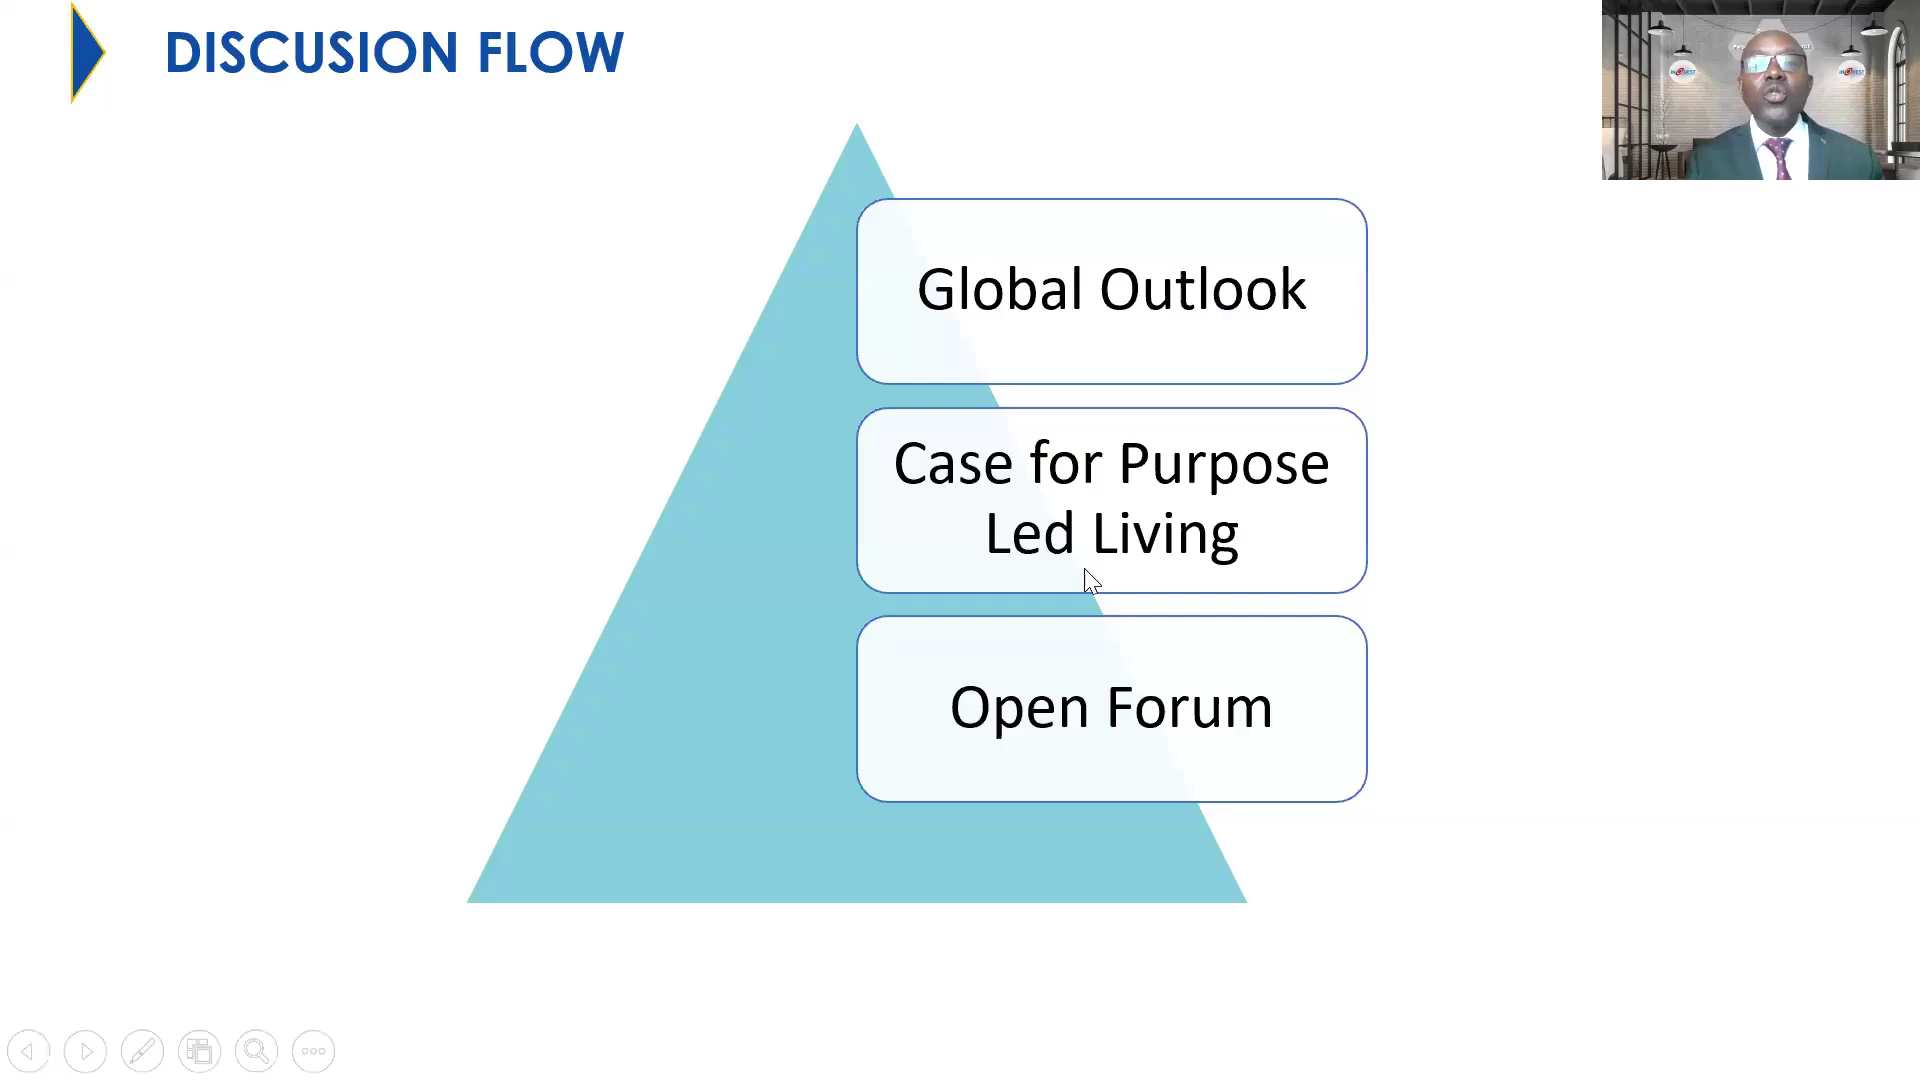 DISCUSION FLOW
Global Outlook
Case for Purpose
Led Living
Open Forum